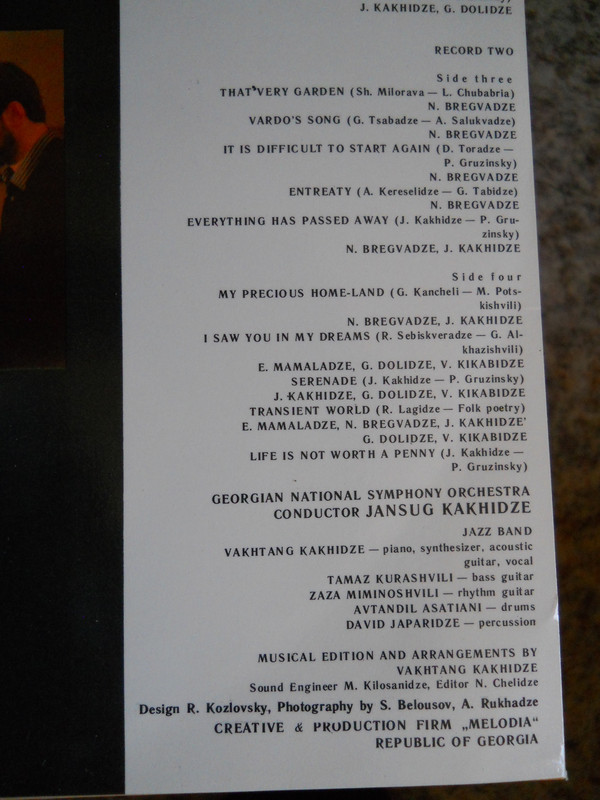 J. KAKHIDZE, G. DOLIDZE
RECORD TWO
Side three
THAT'S VERY GARDEN (Sh. Milorava — L. Chubabria)
N. BREGVADZE
VARDO'S SONG (G. Tsabadze — A. Salukvadze)
N. BREGVADZE
IT IS DIFFICULT TO START AGAIN (D. Toradze —
P. Gruzinsky)
N. BREGVADZE
ENTREATY (A. Kereselidze — G. Tabidze)
N. BREGVADZE
EVERYTHING HAS PASSED AWAY (J. Kakhidze — P. Gru-
zinsky)
N. BREGVADZE, J. KAKHIDZE
Side four
MY PRECIOUS HOME-LAND (G. Kancheli — M. Pots-
kishvili)
N. BREGVADZE, J. KAKHIDZE
I SAW YOU IN MY DREAMS (R. Sebiskveradze — G. Al-
khazishvili)
E. MAMALADZE, G. DOLIDZE, V. KIKABIDZE
SERENADE (J. Kakhidze — P. Gruzinsky)
J. KAKHIDZE, G. DOLIDZE, V. KIKABIDZE
TRANSIENT WORLD (R. Lagidze — Folk poetry)
E. MAMALADZE, N. BREGVADZE, J. KAKHIDZE'
G. DOLIDZE, V. KIKABIDZE
LIFE IS NOT WORTH A PENNY (J. Kakhidze —
P. Gruzinsky)
GEORGIAN NATIONAL SYMPHONY ORCHESTRA
CONDUCTOR JANSUG KAKHIDZE
JAZZ BAND
VAKHTANG KAKHIDZE — piano, synthesizer, acoustic
guitar, vocal
TAMAZ KURASHVILI — bass guitar
ZAZA MIMINOSHVILI — rhythm guitar
AVTANDIL ASATIANI — drums
DAVID JAPARIDZE — percussion
MUSICAL EDITION AND ARRANGEMENTS BY
VAKHTANG KAKHIDZE
Sound Engineer M. Kilosanidze, Editor N. Chelidze
Design R. Kozlovsky, Photography by S. Belousov, A. Rukhadze
CREATIVE & PRODUCTION FIRM „MELODIA“
REPUBLIC OF GEORGIA